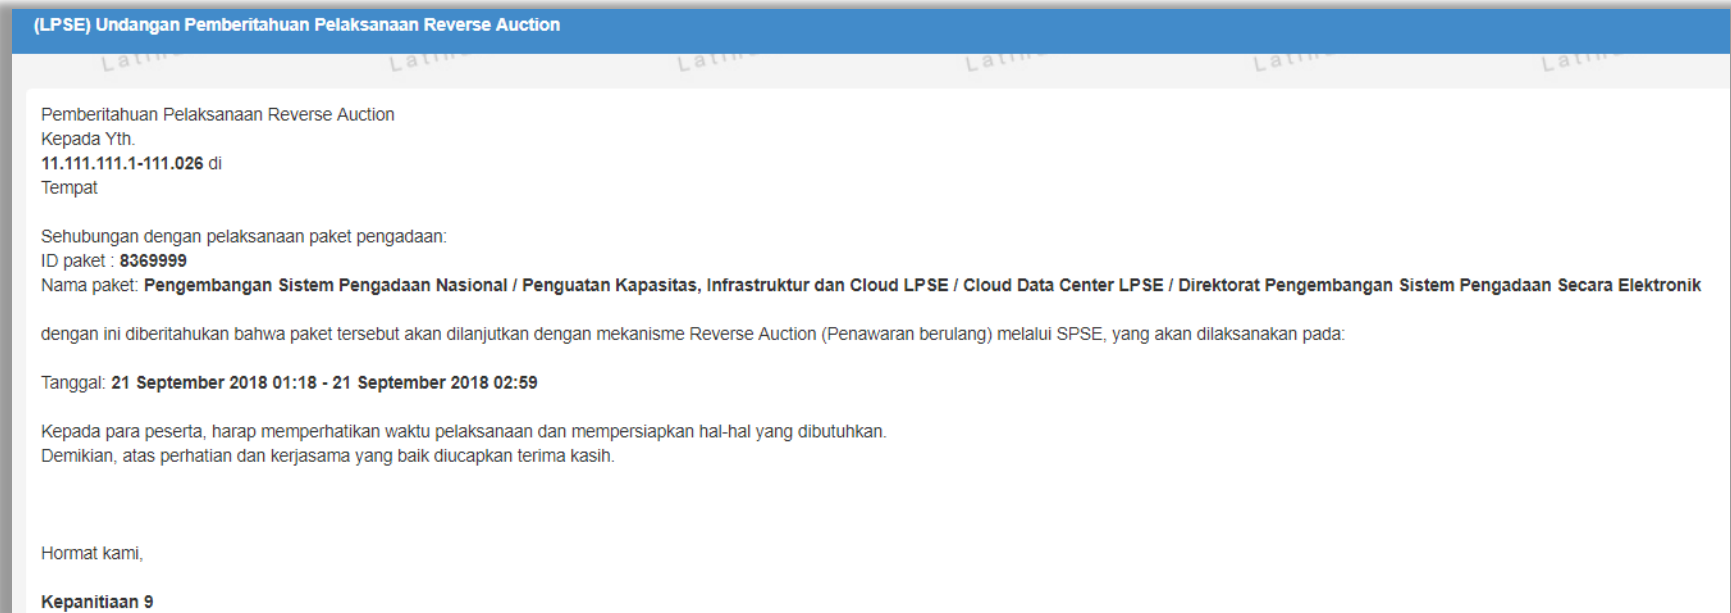 (LPSE) Undangan Pemberitahuan Pelaksanaan Reverse Auction
Pemberitahuan Pelaksanaan Reverse Auction
Kepada Yth.
11.111.111.1-111.026 di
Tempat
Sehubungan dengan pelaksanaan paket pengadaan:
ID paket : 8369999
Nama paket: Pengembangan Sistem Pengadaan Nasional / Penguatan Kapasitas, Infrastruktur dan Cloud LPSE / Cloud Data Center LPSE / Direktorat Pengembangan Sistem Pengadaan Secara Elektronik
dengan ini diberitahukan bahwa paket tersebut akan dilanjutkan dengan mekanisme Reverse Auction (Penawaran berulang) melalui SPSE, yang akan dilaksanakan pada:
Tanggal: 21 September 2018 01:18 - 21 September 2018 02:59
Kepada para peserta, harap memperhatikan waktu pelaksanaan dan mempersiapkan hal-hal yang dibutuhkan.
Demikian, atas perhatian dan kerjasama yang baik diucapkan terima kasih.
Hormat kami,
Kepanitiaan 9